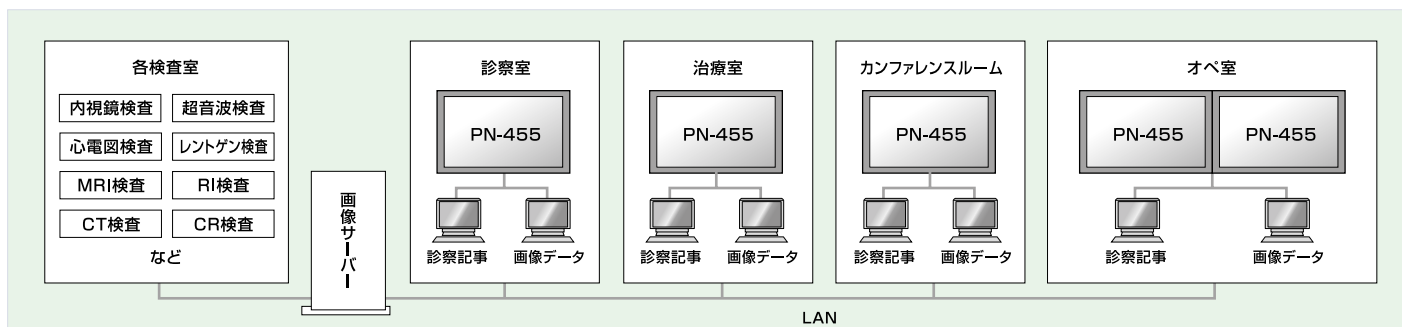 各検査室
内視鏡検査 超音波検査
心電図検査 レントゲン検査
MRI検査 RI検査
CT検査 CR検査
など
画像サーバー
診察室
PN-455
診察記事 画像データ
治療室
PN-455
診察記事 画像データ
カンファレンスルーム
PN-455
診察記事 画像データ
オペ室
PN-455 PN-455
診察記事 画像データ
LAN